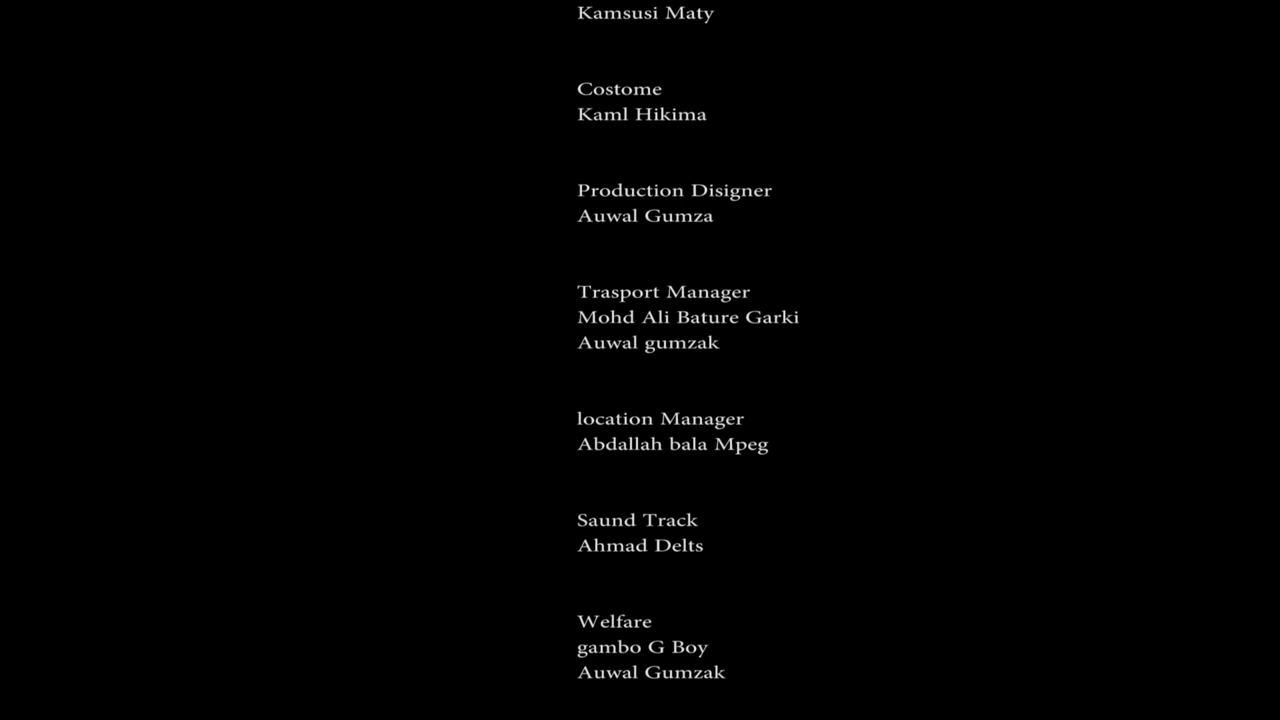 Kamsusi Maty
Costome
Kaml Hikima
Production Disigner
Auwal Gumza
Trasport Manager
Mohd Ali Bature Garki
Auwal gumzak
location Manager
Abdallah bala Mpeg
Saund Track
Ahmad Delts
Welfare
gambo G Boy
Auwal Gumzak